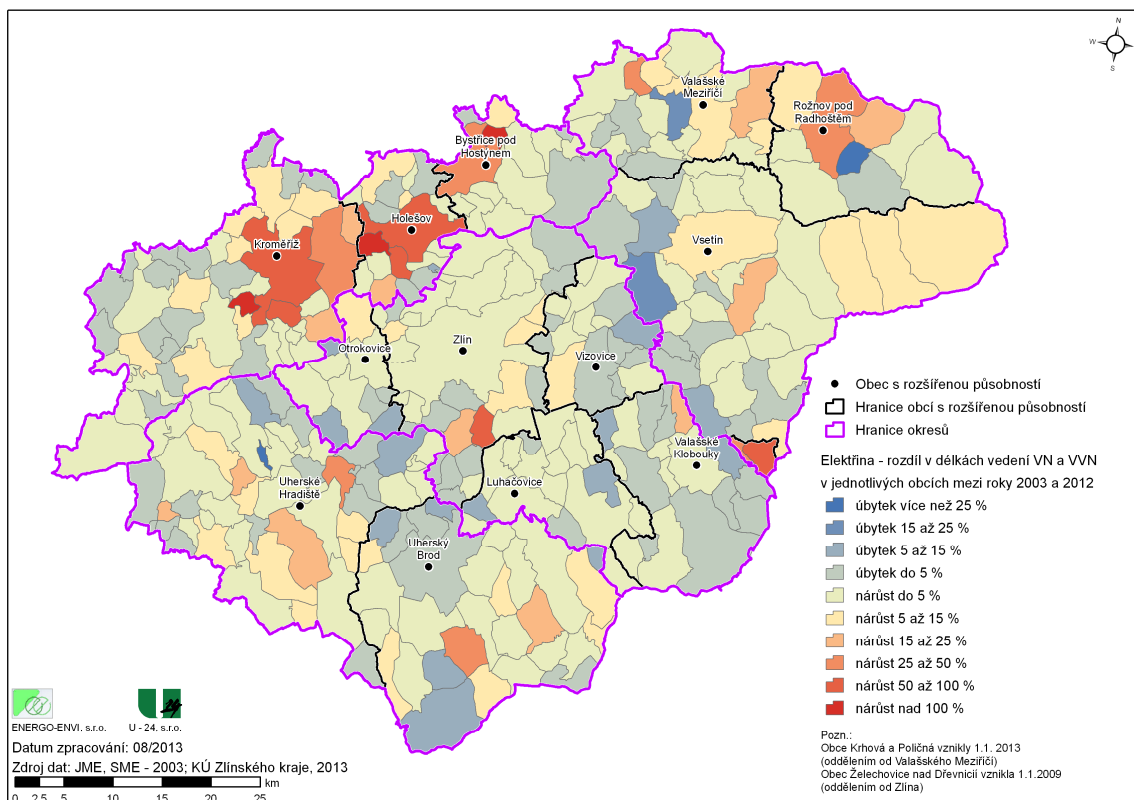 N
W
S
Valašské
Meziříčí
Rožnov pod
Radhoštěm
Bystřice pod
Hostýnem
Holešov
Kroměříž
Vsetín
Zlín
Otrokovice
Vizovice
Valašské
Klobouky
Luhačovice
Uherské
Hradiště
Uherský
Brod
Obec s rozšířenou působností
Hranice obcí s rozšířenou působností
Hranice okresů
Elektřina - rozdíl v délkách vedení VN a VVN
v jednotlivých obcích mezi roky 2003 a 2012
úbytek více než 25 %
úbytek 15 až 25 %
úbytek 5 až 15 %
úbytek do 5 %
nárůst do 5 %
nárůst 5 až 15 %
nárůst 15 až 25 %
nárůst 25 až 50 %
nárůst 50 až 100 %
nárůst nad 100 %
Pozn.:
Obce Krhová a Poličná vznikly 1.1. 2013
(oddělením od Valašského Meziříčí)
Obec Želechovice nad Dřevnicií vznikla 1.1.2009
(oddělením od Zlína)
ENERGO-ENVI. s.r.o. U - 24. s.r.o.
Datum zpracování: 08/2013
Zdroj dat: JME, SME - 2003; KÚ Zlínského kraje, 2013
km
0 2,5 5 10 15 20 25